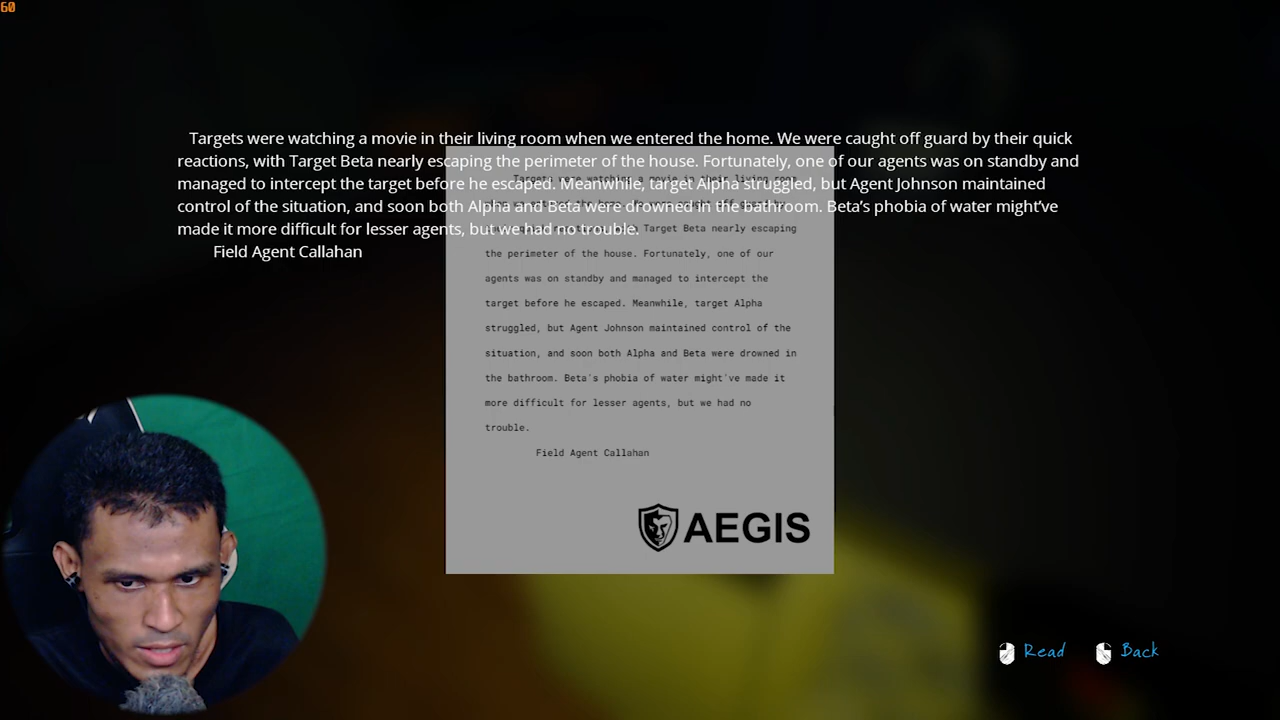 60
Targets were watching a movie in their living room when we entered the home. We were caught off guard by their quick
reactions, with Target Beta nearly escaping the perimeter of the house. Fortunately, one of our agents was on standby and
managed to intercept the target before he escaped. Meanwhile, target Alpha struggled, but Agent Johnson maintained
control of the situation, and soon both Alpha and Beta were drowned in the bathroom. Beta’s phobia of water might’ve
made it more difficult for lesser agents, but we had no trouble.
Field Agent Callahan
Targets were watching a movie in their living room
Target Beta nearly escaping
the perimeter of the house. Fortunately, one of our
agents was on standby and managed to intercept the
target before he escaped. Meanwhile, target Alpha
struggled, but Agent Johnson maintained control of the
situation, and soon both Alpha and Beta were drowned in
the bathroom. Beta's phobia of water might've made it
more difficult for lesser agents, but we had no
trouble.
Field Agent Callahan
AEGIS
Read Back